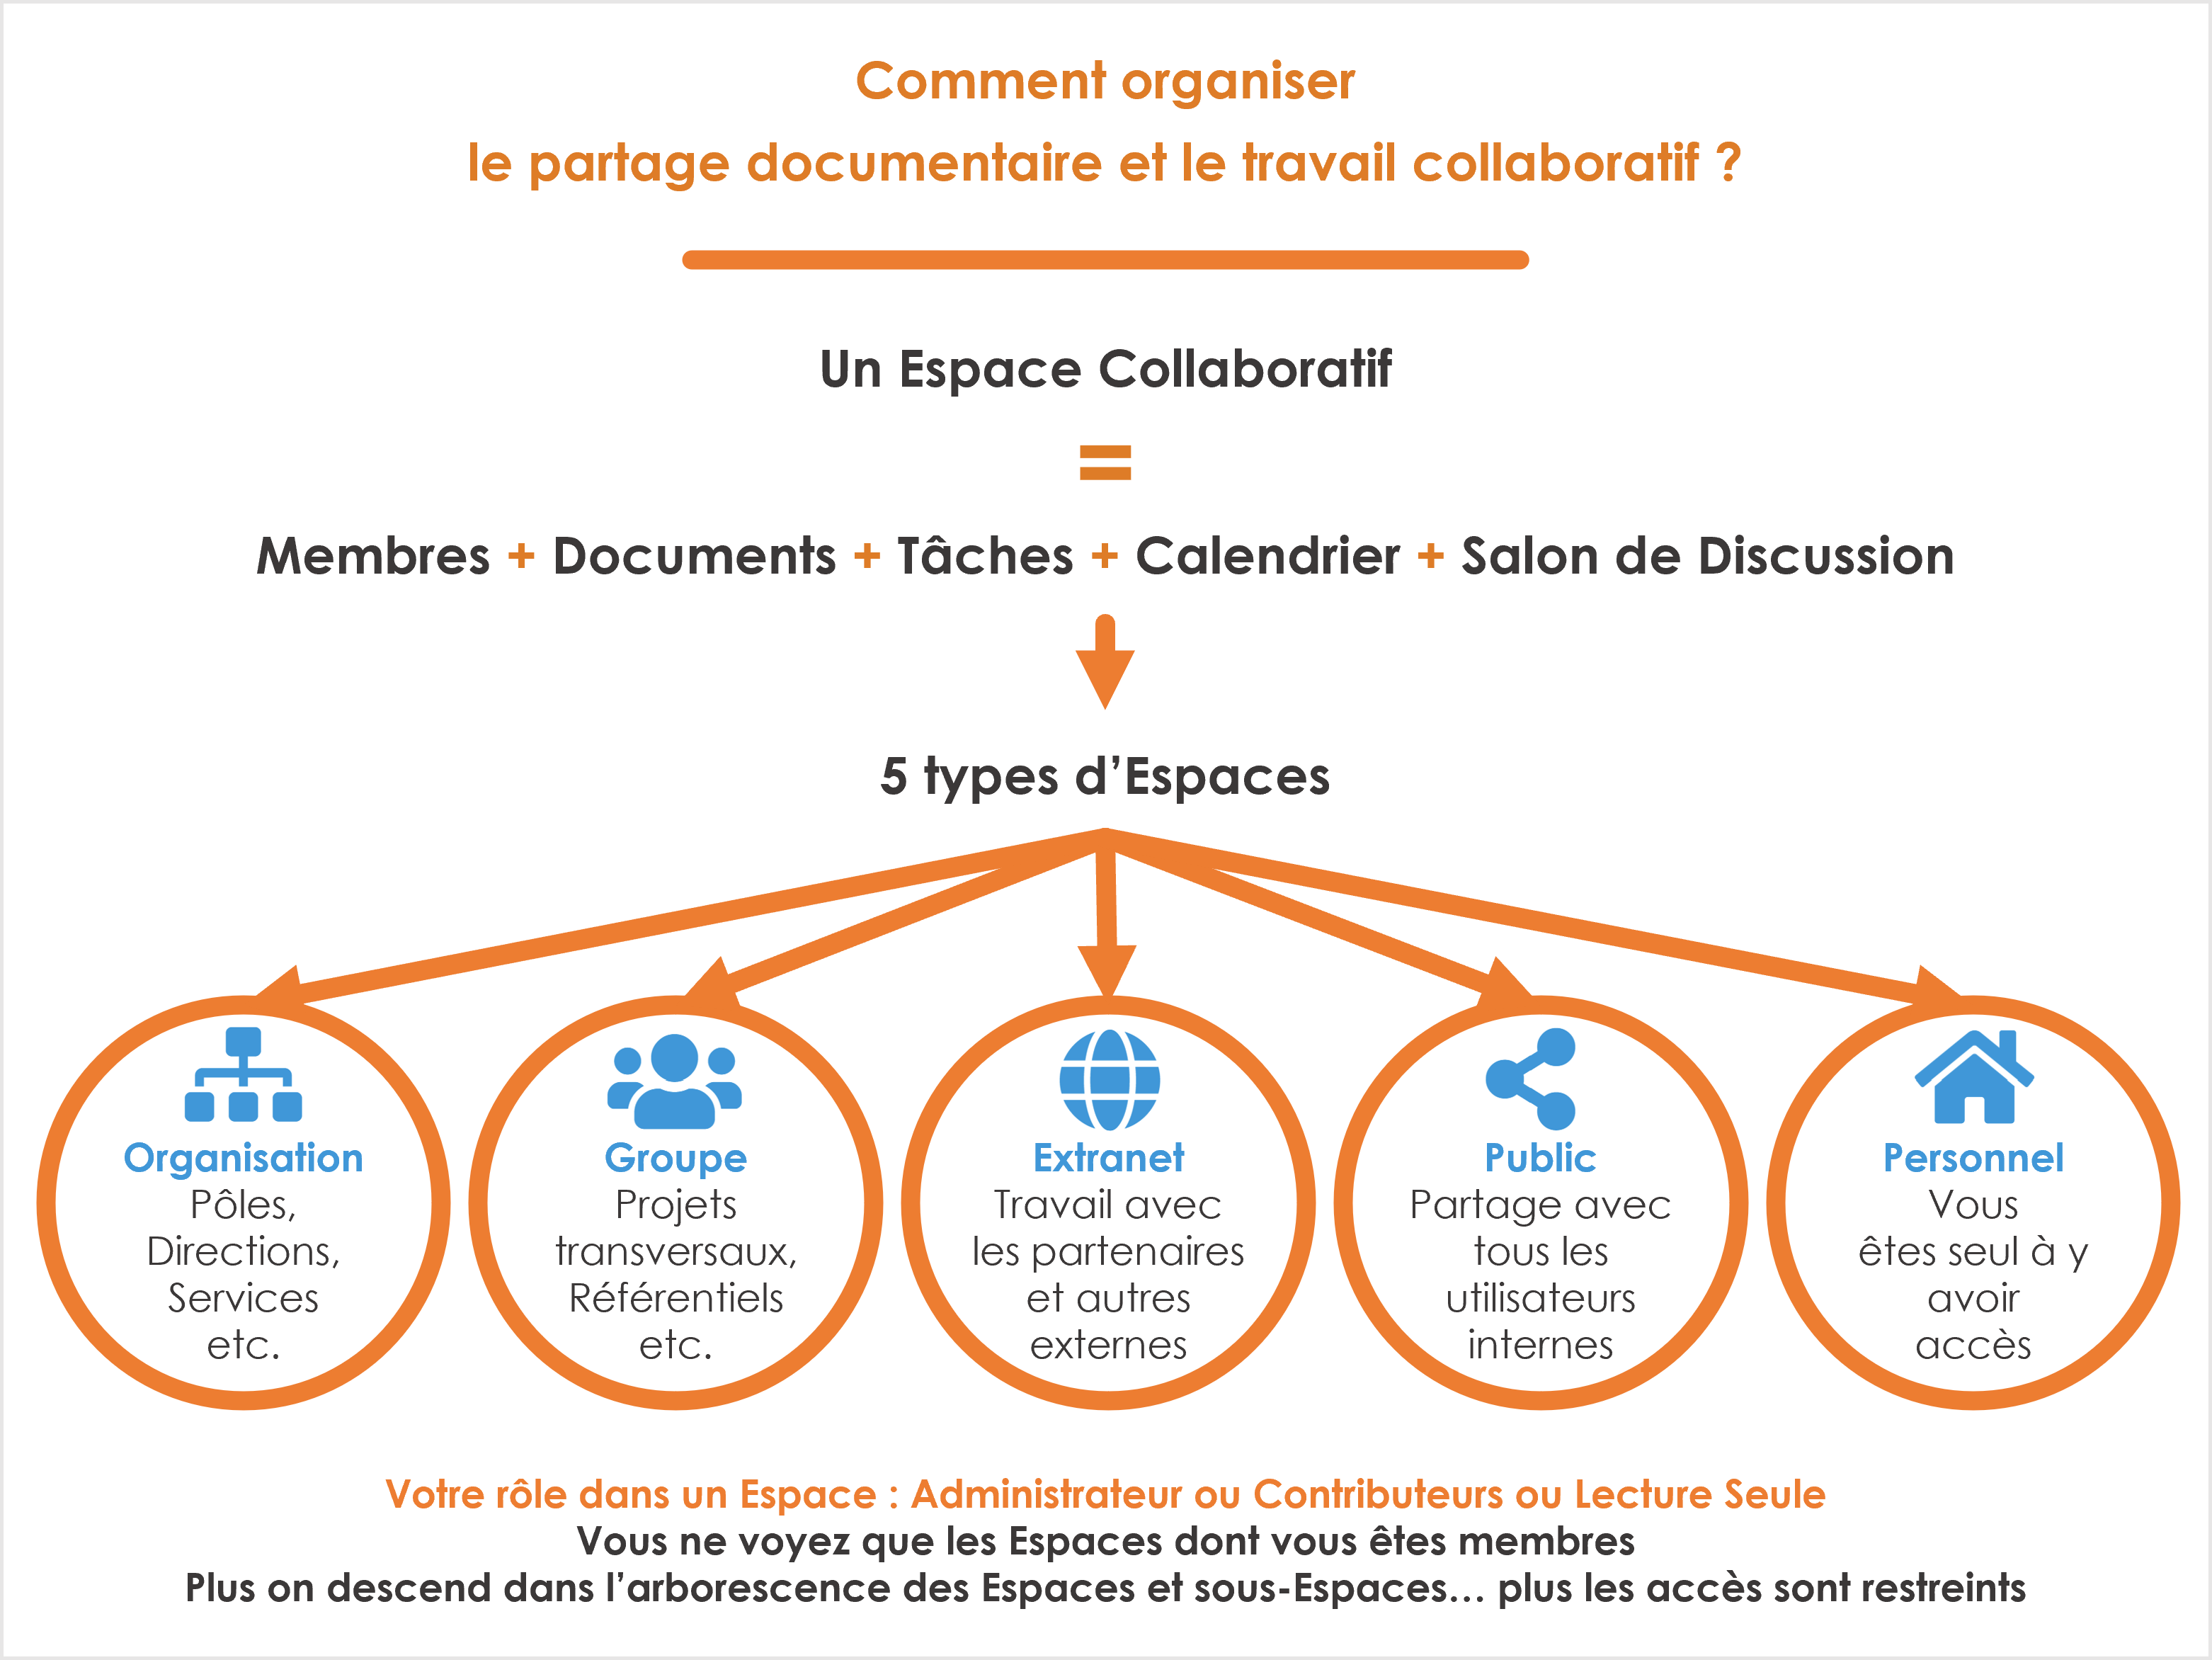 Comment organiser
le partage documentaire et le travail collaboratif ?
Un Espace Collaboratif
=
Membres + Documents + Tâches + Calendrier + Salon de Discussion
5 types d’Espaces
Organisation
Pôles,
Directions,
Services
etc.
Groupe
Projets
transversaux,
Référentiels
etc.
Extranet
Travail avec
les partenaires
et autres
externes
Public
Partage avec
tous les
utilisateurs
internes
Personnel
Vous
êtes seul à y
avoir
accès
Votre rôle dans un Espace : Administrateur ou Contributeurs ou Lecture Seule
Vous ne voyez que les Espaces dont vous êtes membres
Plus on descend dans l’arborescence des Espaces et sous-Espaces… plus les accès sont restreints